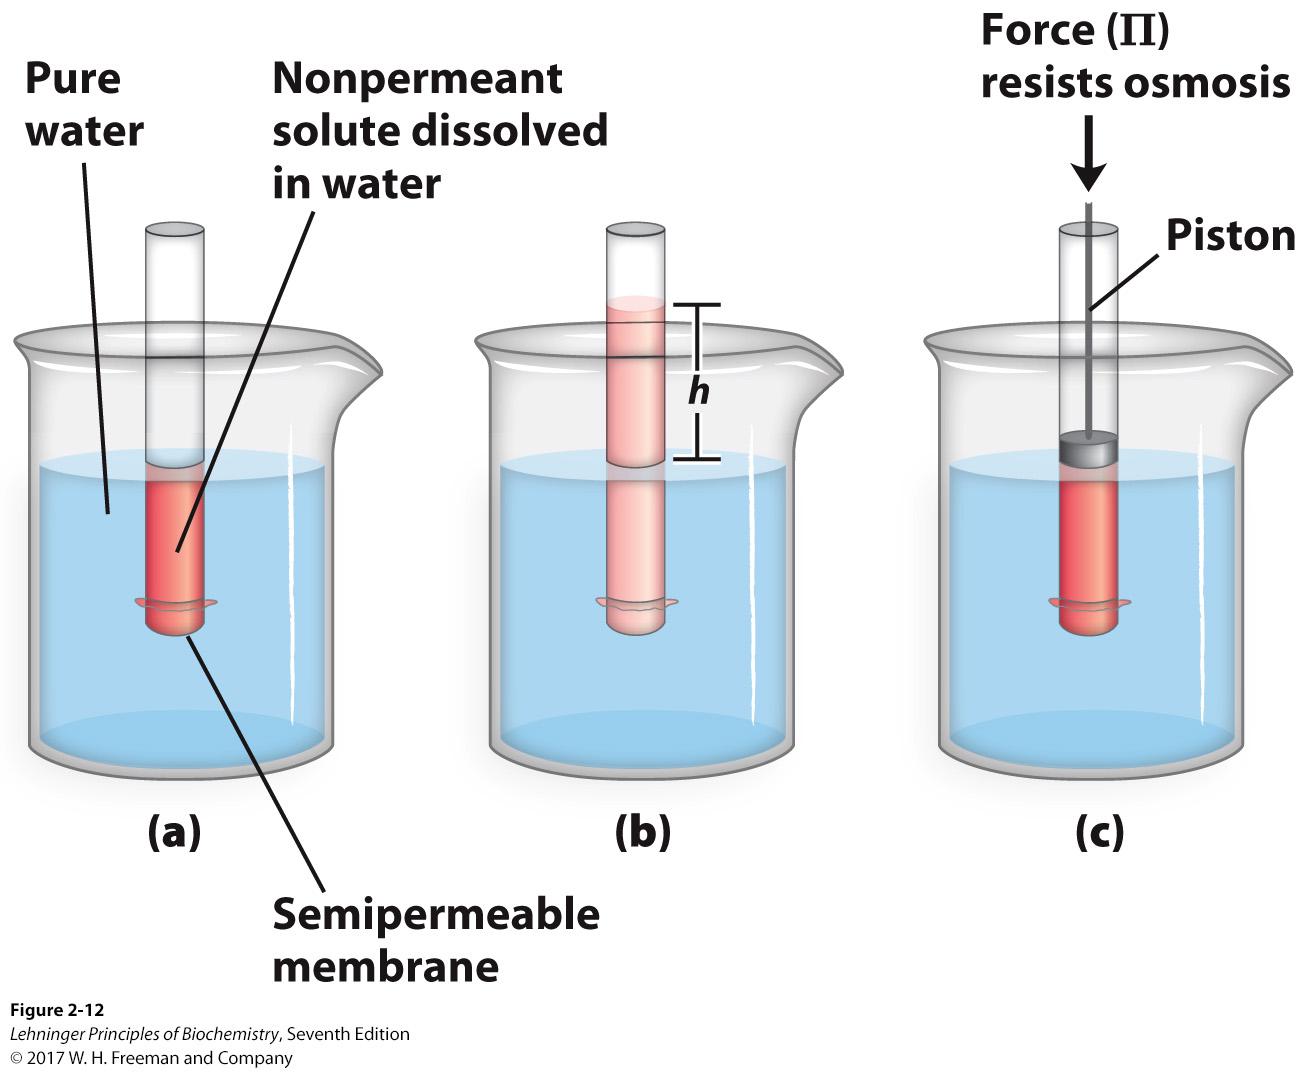 Pure
water
Nonpermeant
solute dissolved
in water
Force (Π)
resists osmosis
Piston
h
(a)
(b)
(c)
Semipermeable
membrane
Figure 2-12
Lehninger Principles of Biochemistry, Seventh Edition
© 2017 W. H. Freeman and Company